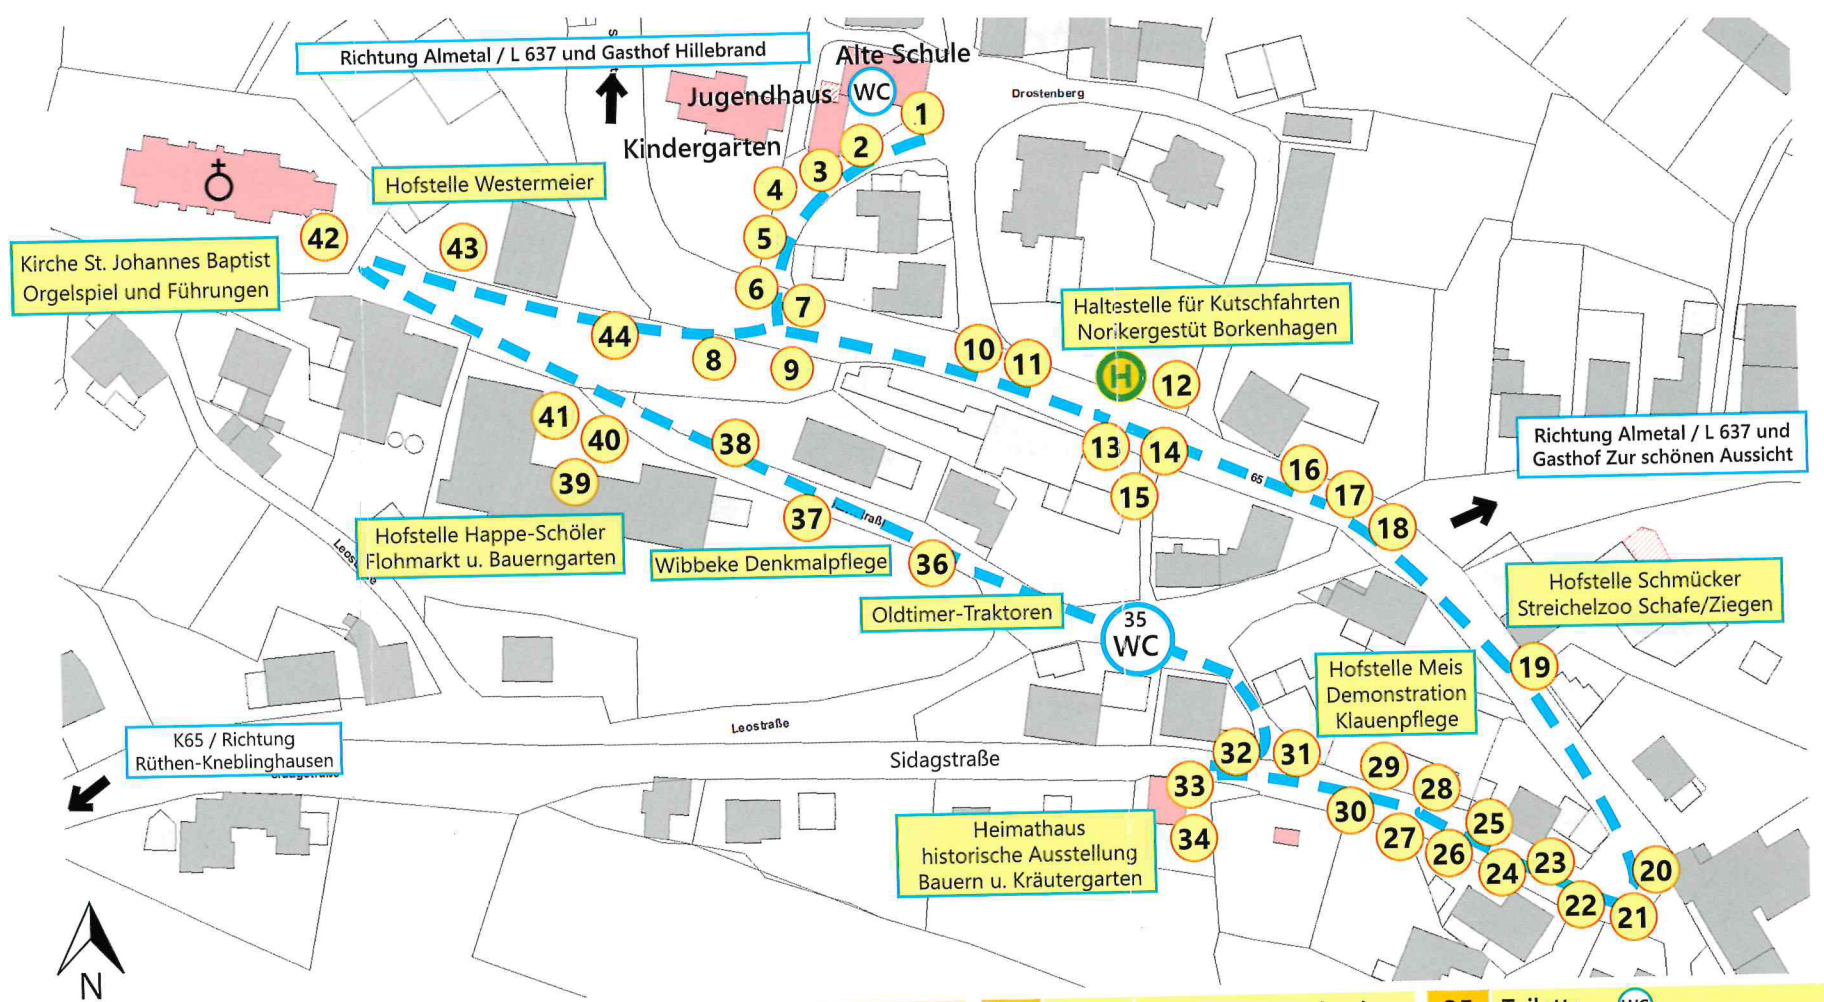 Richtung Almetal / L 637 und Gasthof Hillebrand
Alte Schule
WC
Jugendhaus
Kindergarten
Drostenberg
1
2
3
4
5
6
7
Hofstelle Westermeier
42
43
Kirche St. Johannes Baptist
Orgelspiel und Führungen
44
8
9
10
11
Haltestelle für Kutschfahrten
Norikergestüt Borkenhagen
H
12
13
14
15
65
16
17
18
Richtung Almetal / L 637 und
Gasthof Zur schönen Aussicht
41
40
39
38
37
36
Hofstelle Happe-Schöler
Flohmarkt u. Bauerngarten
Wibbeke Denkmalpflege
Oldtimer-Traktoren
35
WC
Hofstelle Schmücker
Streichelzoo Schafe/Ziegen
19
Hofstelle Meis
Demonstration
Klauenpflege
K65 / Richtung
Rüthen-Kneblinghausen
Leostraße
Sidagstraße
32
31
33
34
29
28
30
27
25
26
24
23
22
21
20
Heimathaus
historische Ausstellung
Bauern u. Kräutergarten
N